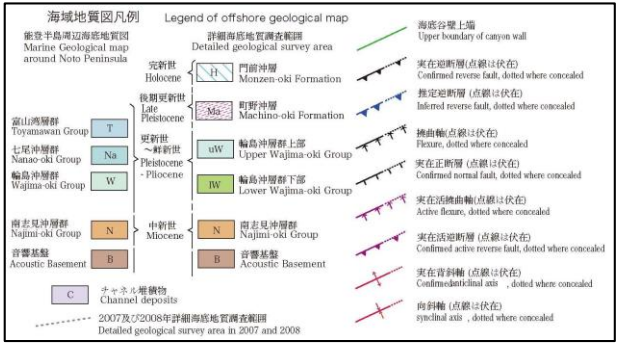 海域地質図凡例
Legend of offshore geological map
能登半島周辺海底地質図
Marine Geological map
around Noto Peninsula
詳細海底地質調査範囲
Detailed geological survey area
完新世
Holocene
H
門前沖層
Monzen-oki Formation
後期更新世
Late
Pleistocene
Ma
町野沖層
Machino-oki Formation
富山湾層群
Toyamawan Group
T
七尾沖層群
Nanao-oki Group
Na
輪島沖層群
Wajima-oki Group
W
更新世
~鮮新世
Pleistocene
-Pliocene
uW
輪島沖層群上部
Upper Wajima-oki Group
lW
輪島沖層群下部
Lower Wajima-oki Group
南志見沖層群
Najimi-oki Group
N
中新世
Miocene
N
南志見沖層群
Najimi-oki Group
音響基盤
Acoustic Basement
B
B
音響基盤
Acoustic Basement
C
チャネル堆積物
Channel deposits
2007及び2008年詳細海底地質調査範囲
Detailed geological survey area in 2007 and 2008
海底谷壁上端
Upper boundary of canyon wall
実在逆断層(点線は伏在)
Confirmed reverse fault, dotted where concealed
推定逆断層(点線は伏在)
Inferred reverse fault, dotted where concealed
撓曲軸(点線は伏在)
Flexure, dotted where concealed
実在正断層(点線は伏在)
Confirmed normal fault, dotted where concealed
実在活撓曲軸(点線は伏在)
Active flexure, dotted where concealed
実在活逆断層(点線は伏在)
Confirmed active reverse fault, dotted where concealed
実在背斜軸(点線は伏在)
Confirmedanticlinal axis , dotted where concealed
向斜軸(点線は伏在)
synclinal axis , dotted where concealed